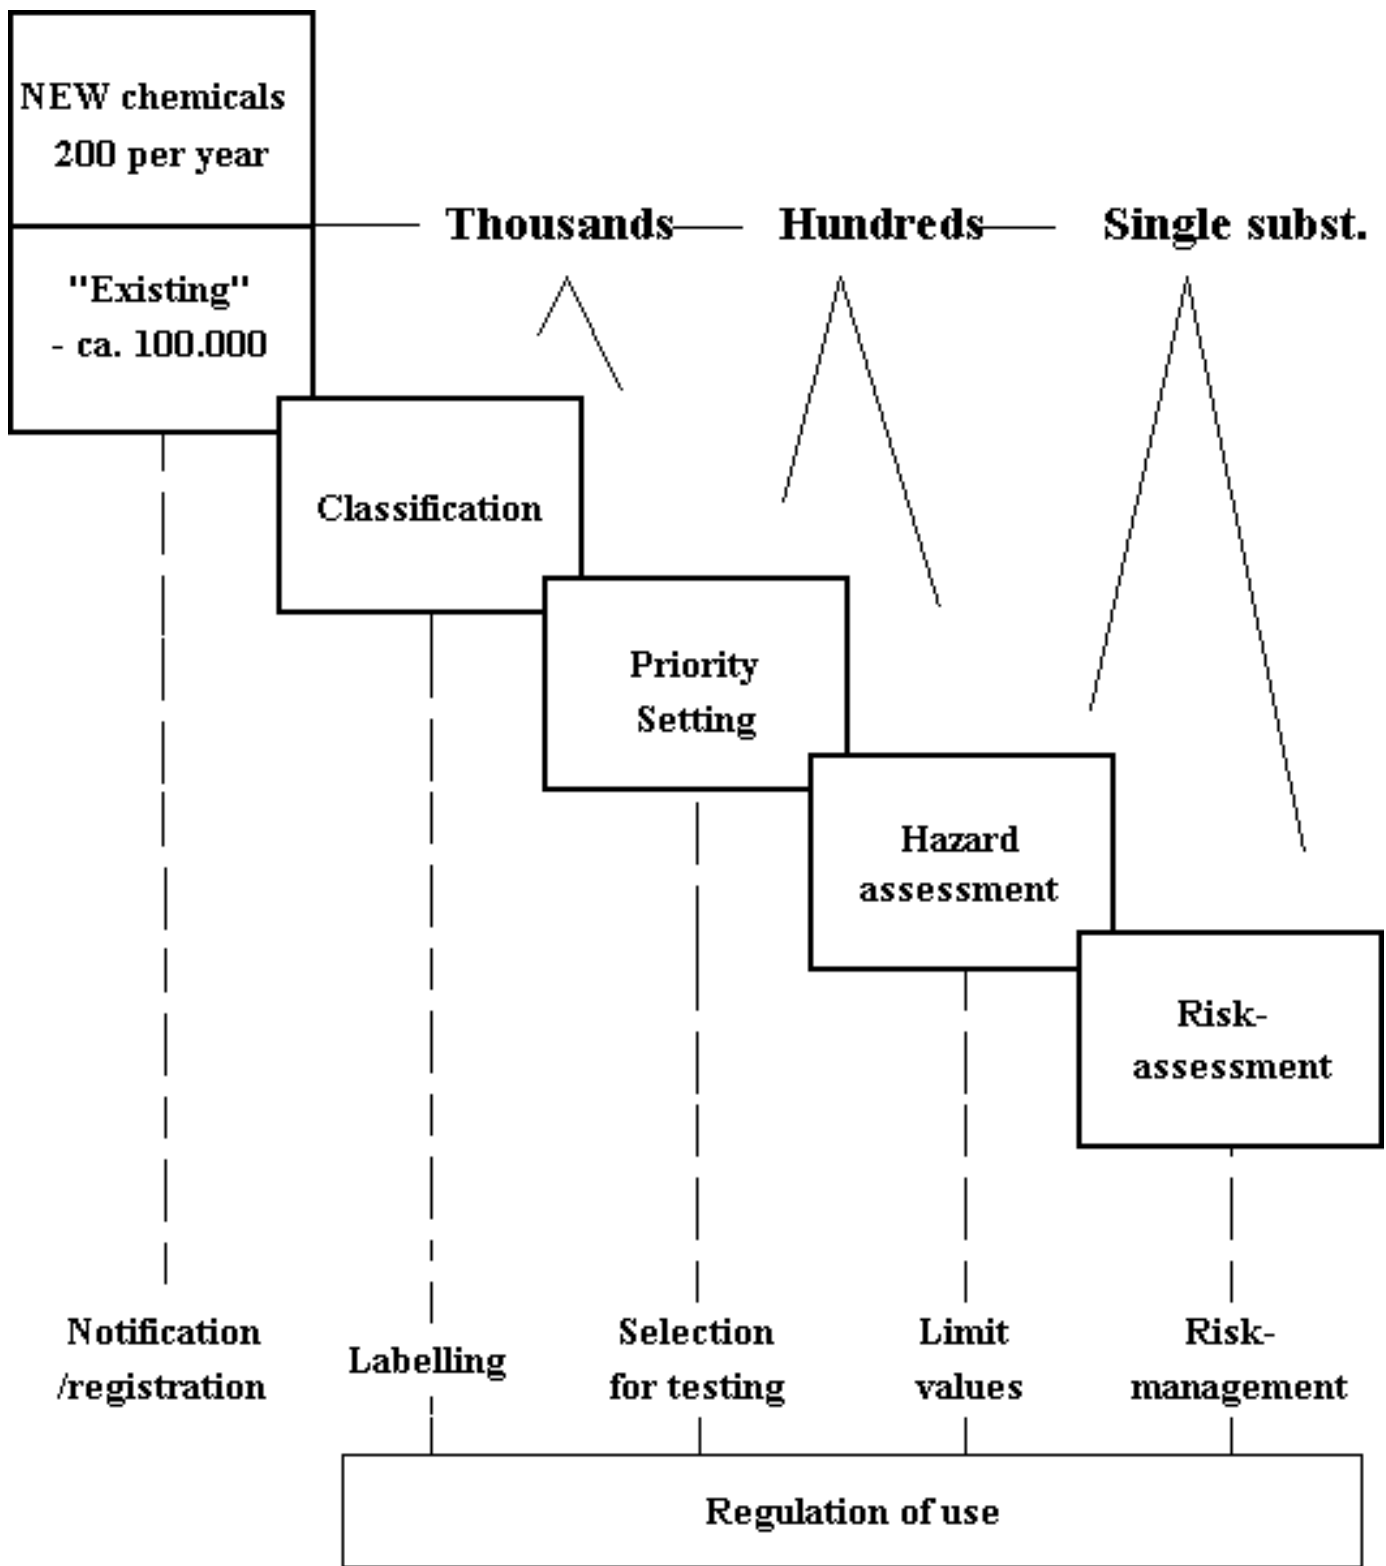 NEW chemicals
200 per year
Thousands
Hundreds
Single subst.
"Existing"
- ca. 100.000
Classification
Priority
Setting
Hazard
assessment
Risk-
assessment
Notification
/registration
Labelling
Selection
for testing
Limit
values
Risk-
management
Regulation of use